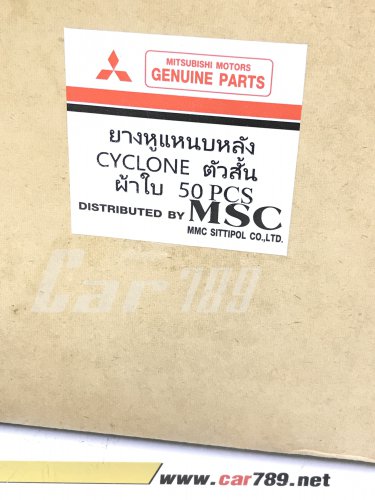 MITSUBISHI MOTORS
GENUINE PARTS
ยางหูแหนบหลัง
CYCLONE ตัวสั้น
ผ้าใบ 50 PCS
DISTRIBUTED BY MSC
MMC SITTIPOL CO.,LTD.
Car789
www.car789.net